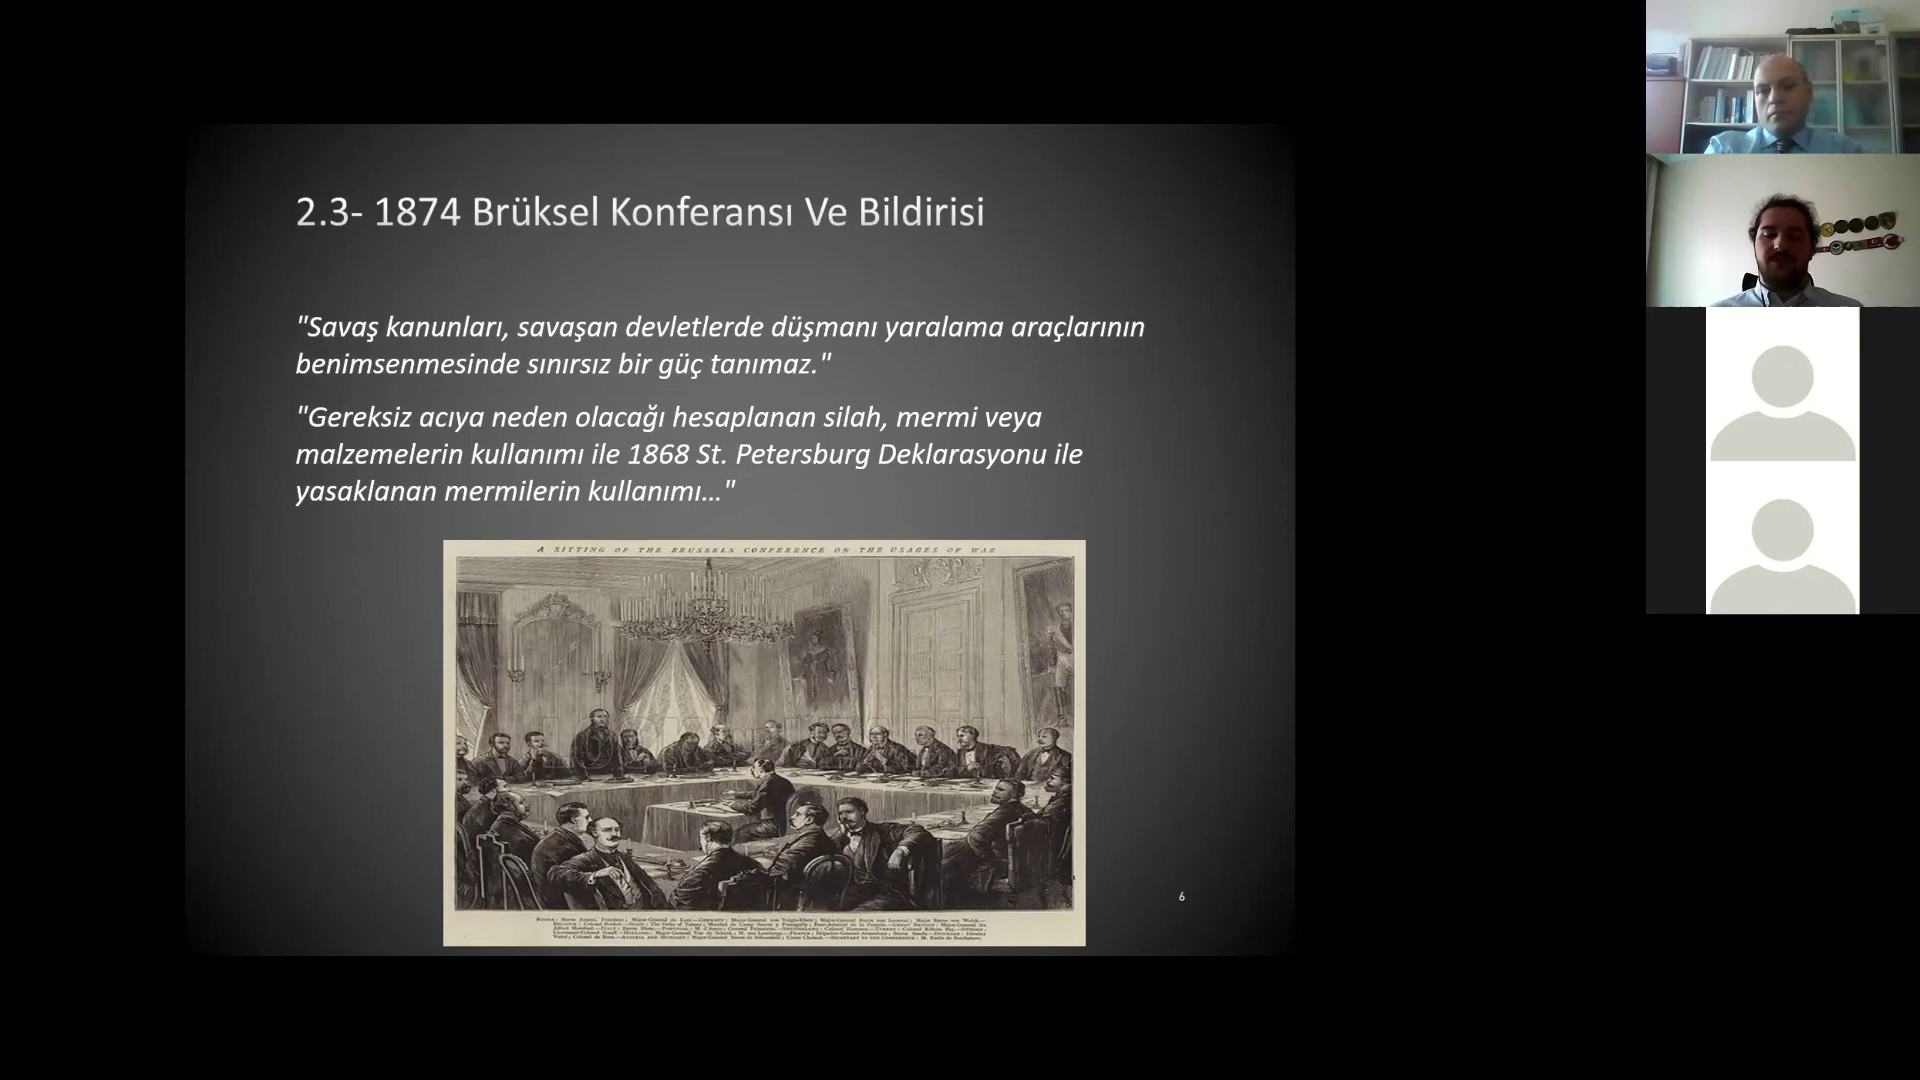 2.3- 1874 Brüksel Konferansı Ve Bildirisi
"Savaş kanunları, savaşan devletlerde düşmanı yaralama araçlarının
benimsenmesinde sınırsız bir güç tanımaz."
"Gereksiz acıya neden olacağı hesaplanan silah, mermi veya
malzemelerin kullanımı ile 1868 St. Petersburg Deklarasyonu ile
yasaklanan mermilerin kullanımı..."
A SITTING OF THE BRUSSELS CONFERENCE ON THE USAGES OF WAR
6